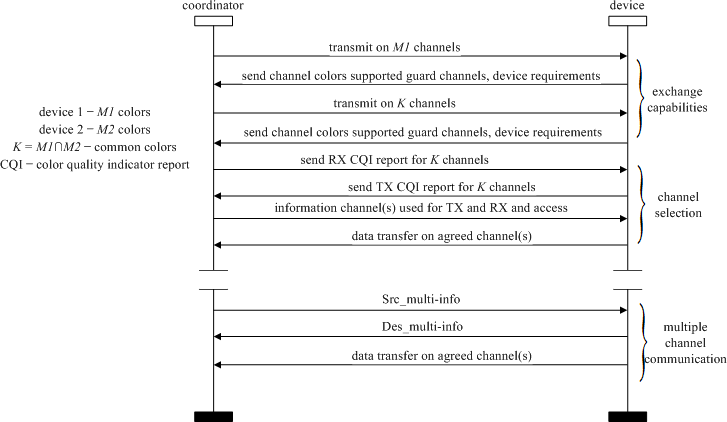 coordinator
device
transmit on M1 channels
send channel colors supported guard channels, device requirements
transmit on K channels
send channel colors supported guard channels, device requirements
exchange
capabilities
device 1 − M1 colors
device 2 − M2 colors
K = M1∩M2 − common colors
CQI − color quality indicator report
send RX CQI report for K channels
send TX CQI report for K channels
information channel(s) used for TX and RX and access
data transfer on agreed channel(s)
channel
selection
Src_multi-info
Des_multi-info
data transfer on agreed channel(s)
multiple
channel
communication